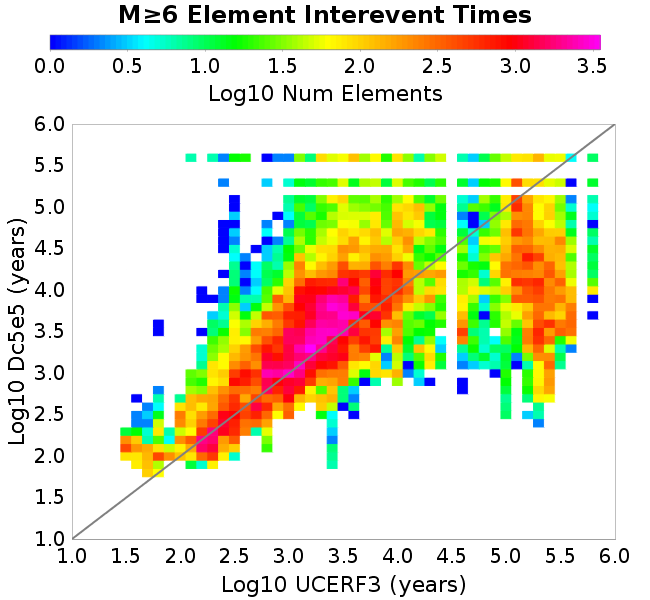 M≥6 Element Interevent Times
0.0 0.5 1.0 1.5 2.0 2.5 3.0 3.5
Log10 Num Elements
6.0
5.5
5.0
4.5
4.0
3.5
3.0
2.5
2.0
1.5
1.0
Log10 Dc5e5 (years)
1.0 1.5 2.0 2.5 3.0 3.5 4.0 4.5 5.0 5.5 6.0
Log10 UCERF3 (years)